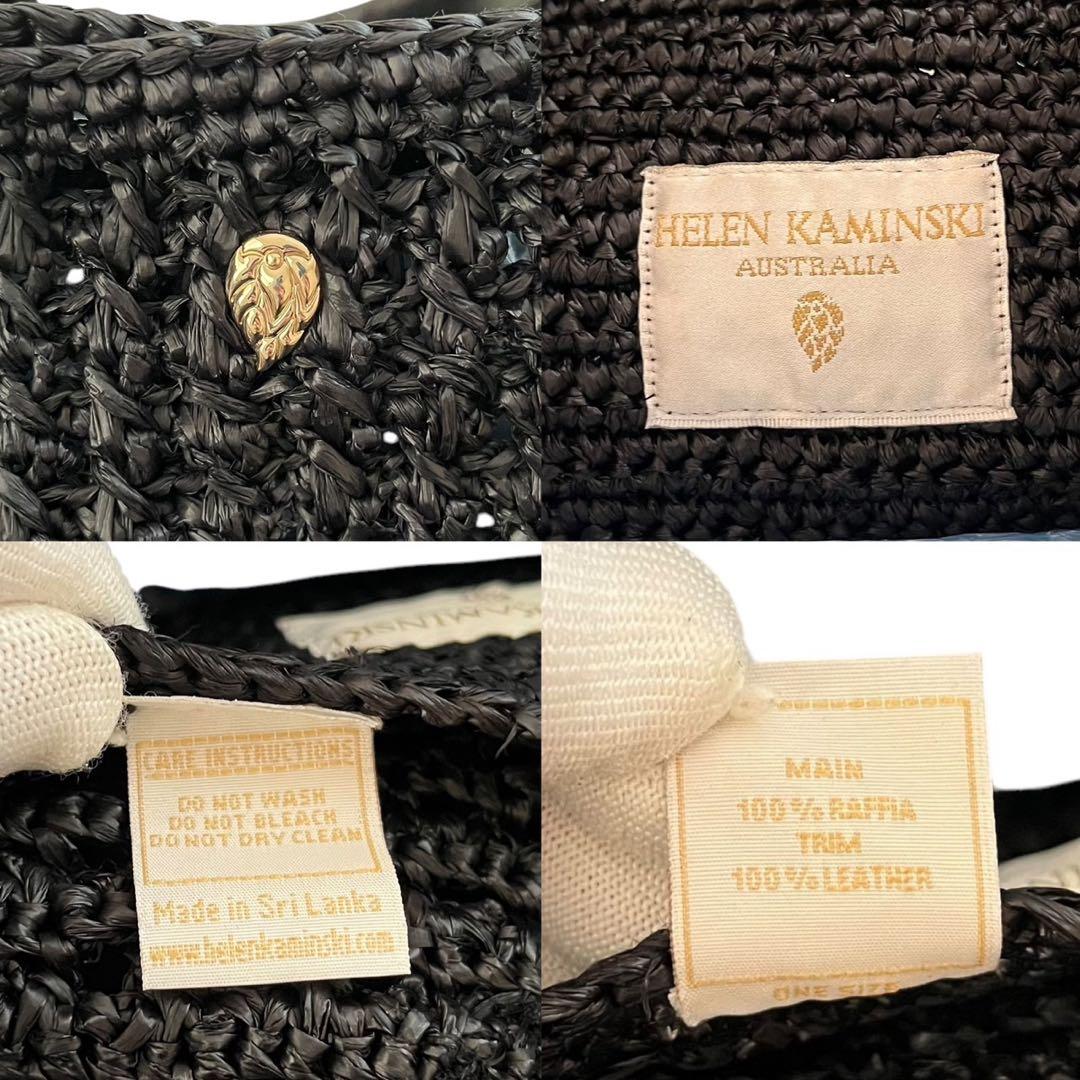 HELEN KAMINSKI
AUSTRALIA
KAMINSKI
CARE INSTRUCTIONS
DO NOT WASH
DO NOT BLEACH
DO NOT DRY CLEAN
Made in Sri Lanka
www.helenkaminski.com
MAIN
100% RAFFIA
TRIM
100% LEATHER
ONE SIZE